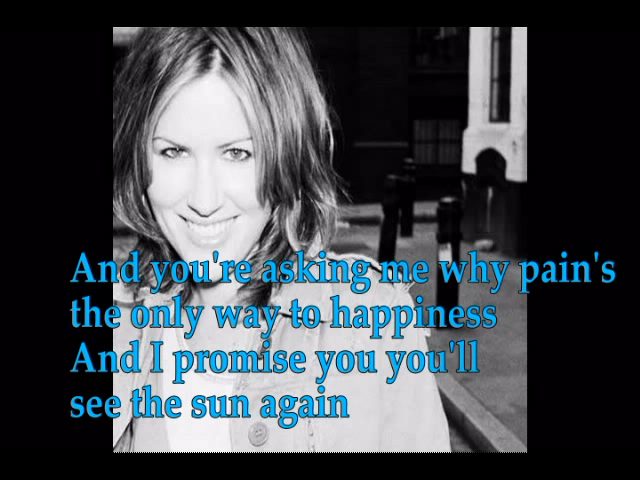 And you're asking me why pain's
the only way to happiness
And I promise you you'll
see the sun again